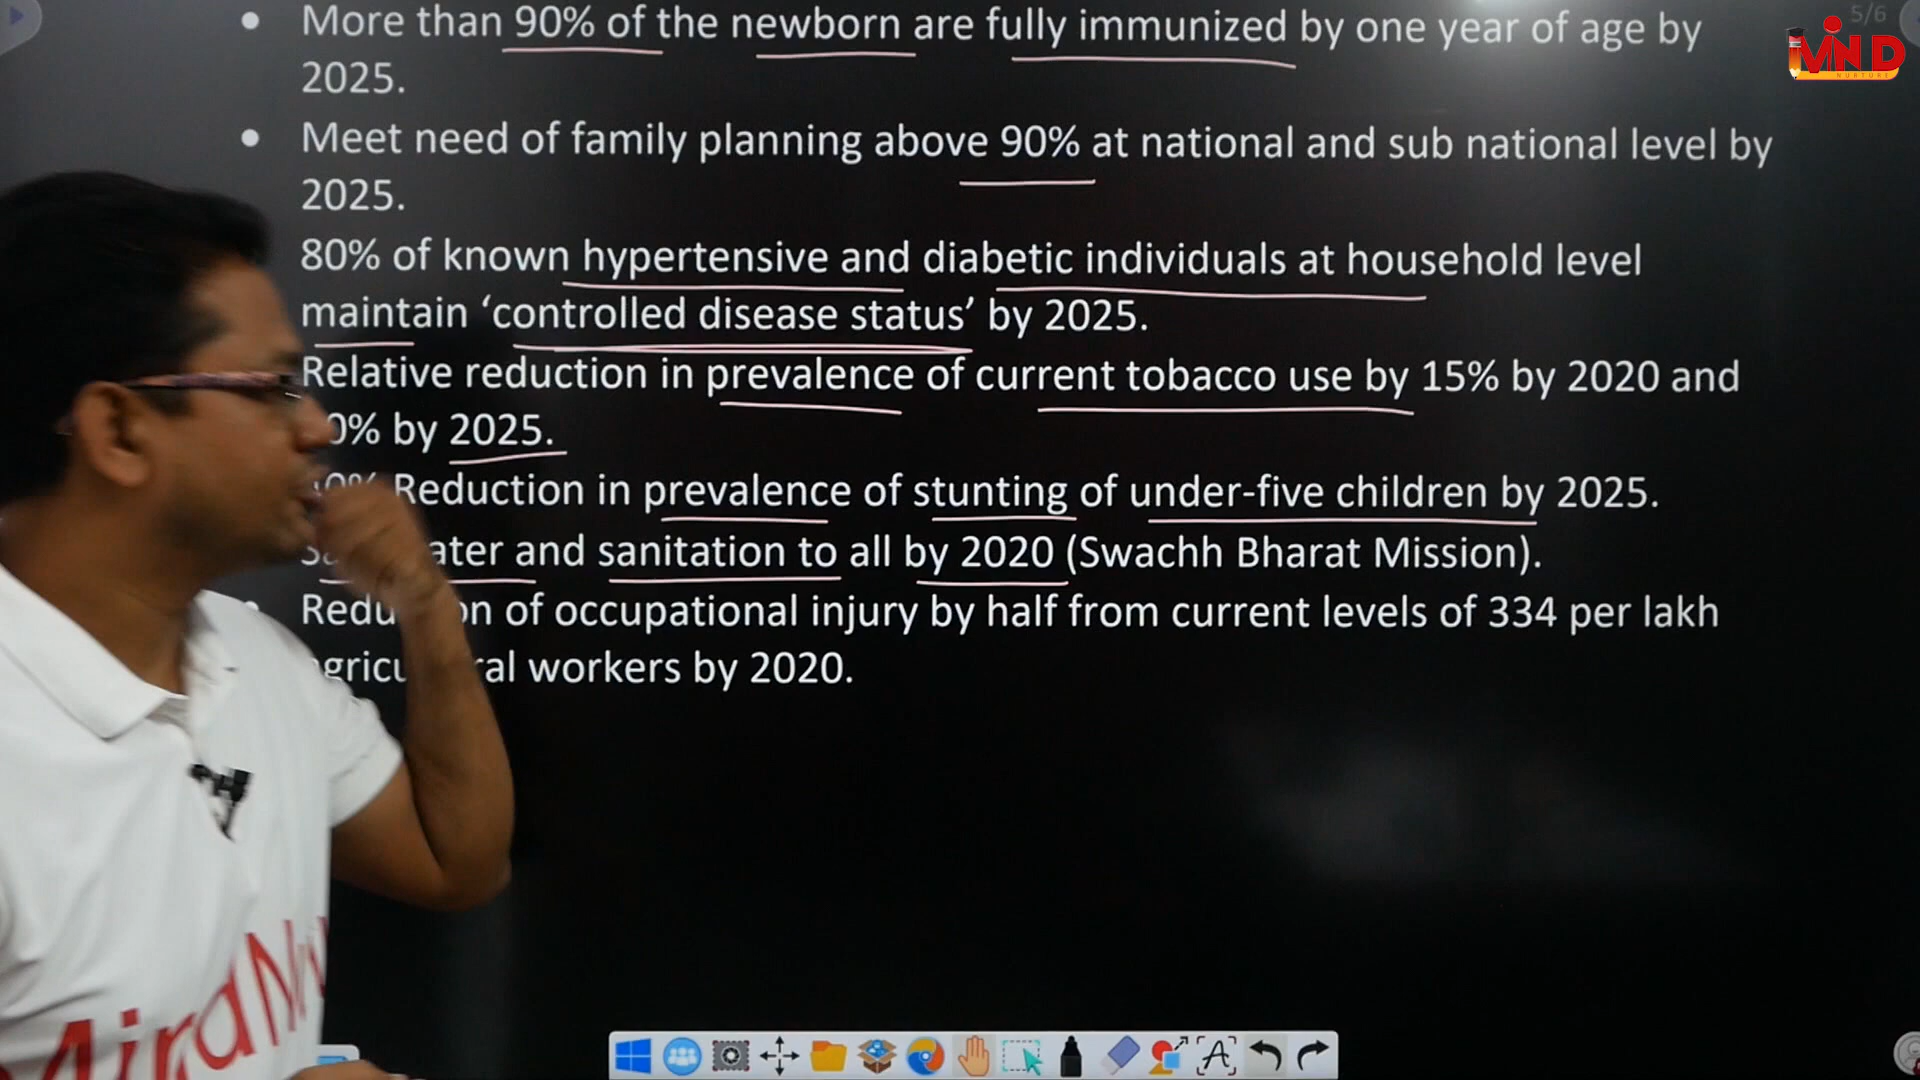 5/6
MIND
NURTURE
• More than 90% of the newborn are fully immunized by one year of age by
2025.
• Meet need of family planning above 90% at national and sub national level by
2025.
80% of known hypertensive and diabetic individuals at household level
maintain ‘controlled disease status’ by 2025.
Relative reduction in prevalence of current tobacco use by 15% by 2020 and
0% by 2025.
0% Reduction in prevalence of stunting of under-five children by 2025.
and sanitation to all by 2020 (Swachh Bharat Mission).
of occupational injury by half from current levels of 334 per lakh
workers by 2020.